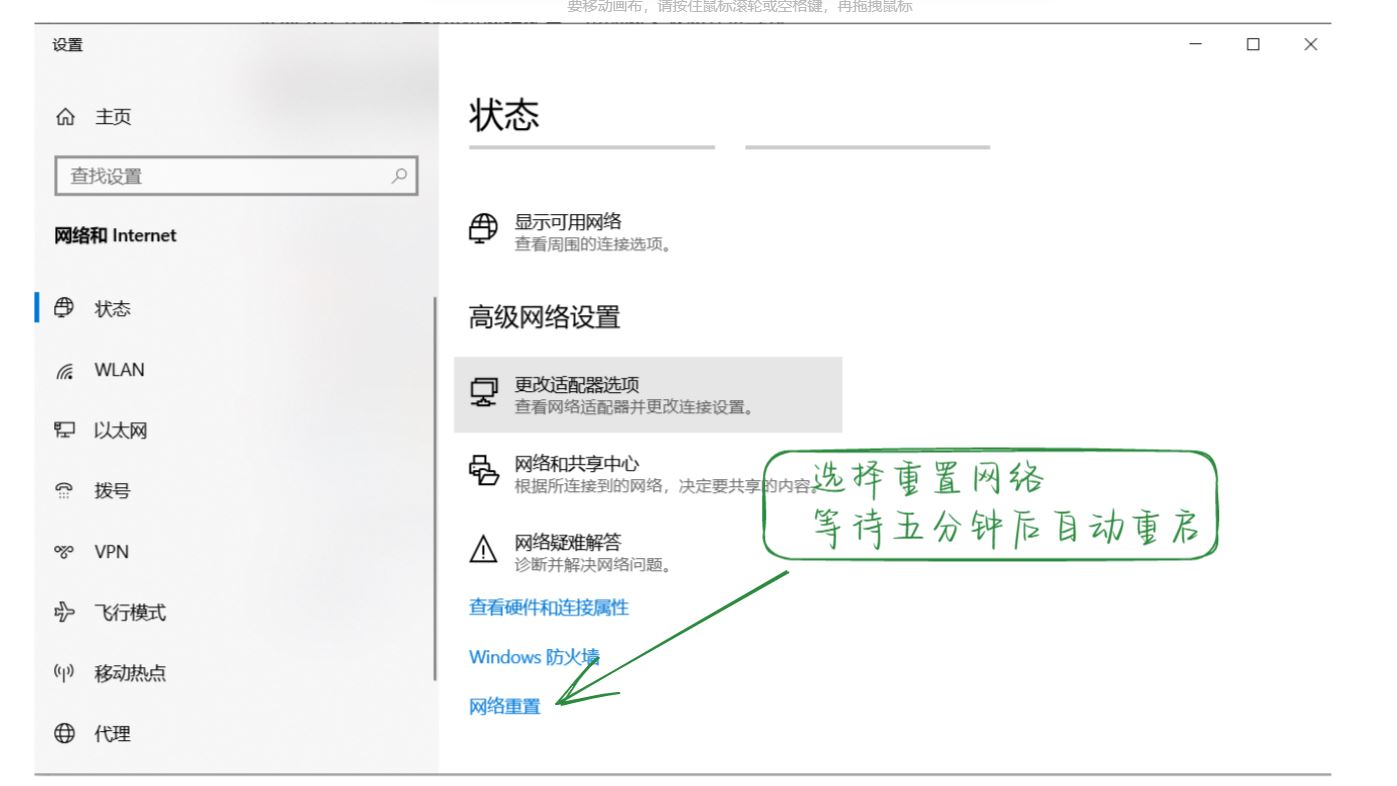 要移动画布，请按住鼠标滚轮或空格键，再拖拽鼠标
设置
主页
查找设置
网络和 Internet
状态
WLAN
以太网
拨号
VPN
飞行模式
移动热点
代理
状态
显示可用网络
查看周围的连接选项。
高级网络设置
更改适配器选项
查看网络适配器并更改连接设置。
网络和共享中心
根据所连接到的网络，决定要共享的内容。
网络疑难解答
诊断并解决网络问题。
查看硬件和连接属性
Windows 防火墙
网络重置
选择重置网络
等待五分钟后自动重启